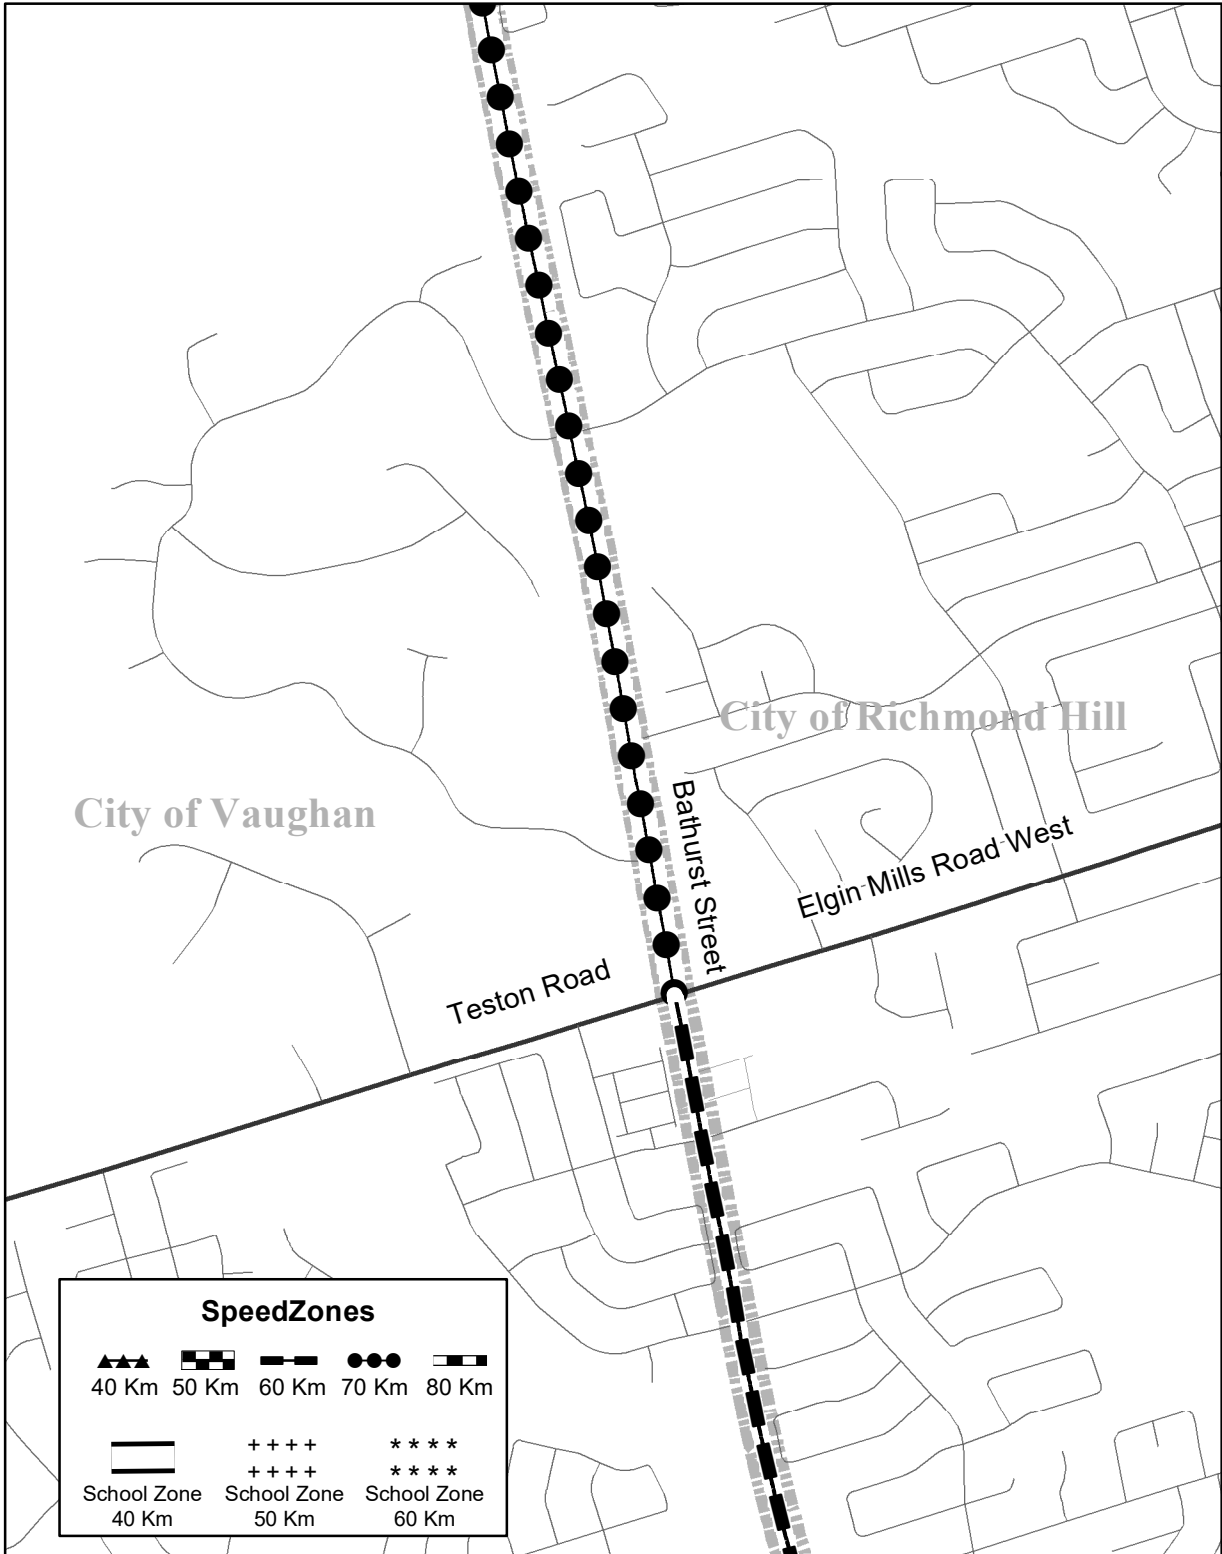 City of Richmond Hill
Bathurst Street
City of Vaughan
Elgin Mills Road West
Teston Road
SpeedZones
40 Km 50 Km 60 Km 70 Km 80 Km
School Zone School Zone School Zone
40 Km 50 Km 60 Km